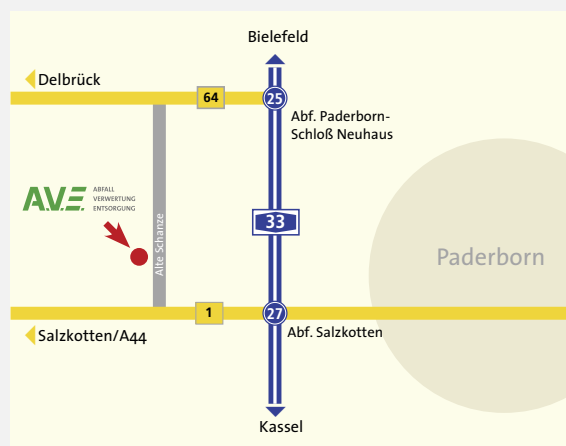 Bielefeld
Delbrück
64
25
Abf. Paderborn-
Schloß Neuhaus
A.V.E.
ABFALL
VERWERTUNG
ENTSORGUNG
Alte Schanze
33
Paderborn
1
27
Salzkotten/A44
Abf. Salzkotten
Kassel